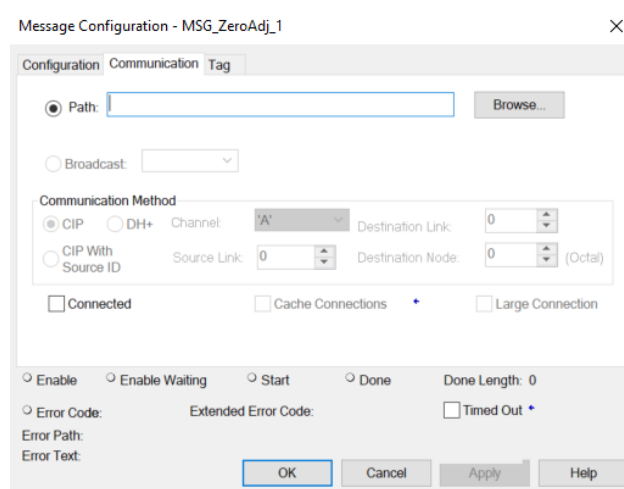 Message Configuration - MSG_ZeroAdj_1
Configuration Communication Tag
Path: Browse...
Broadcast:
Communication Method
CIP DH+ Channel: 'A' Destination Link: 0
CIP With Source ID Source Link: 0 Destination Node: 0 (Octal)
Connected Cache Connections Large Connection
Enable Enable Waiting Start Done Done Length: 0
Error Code: Extended Error Code: Timed Out
Error Path:
Error Text:
OK Cancel Apply Help